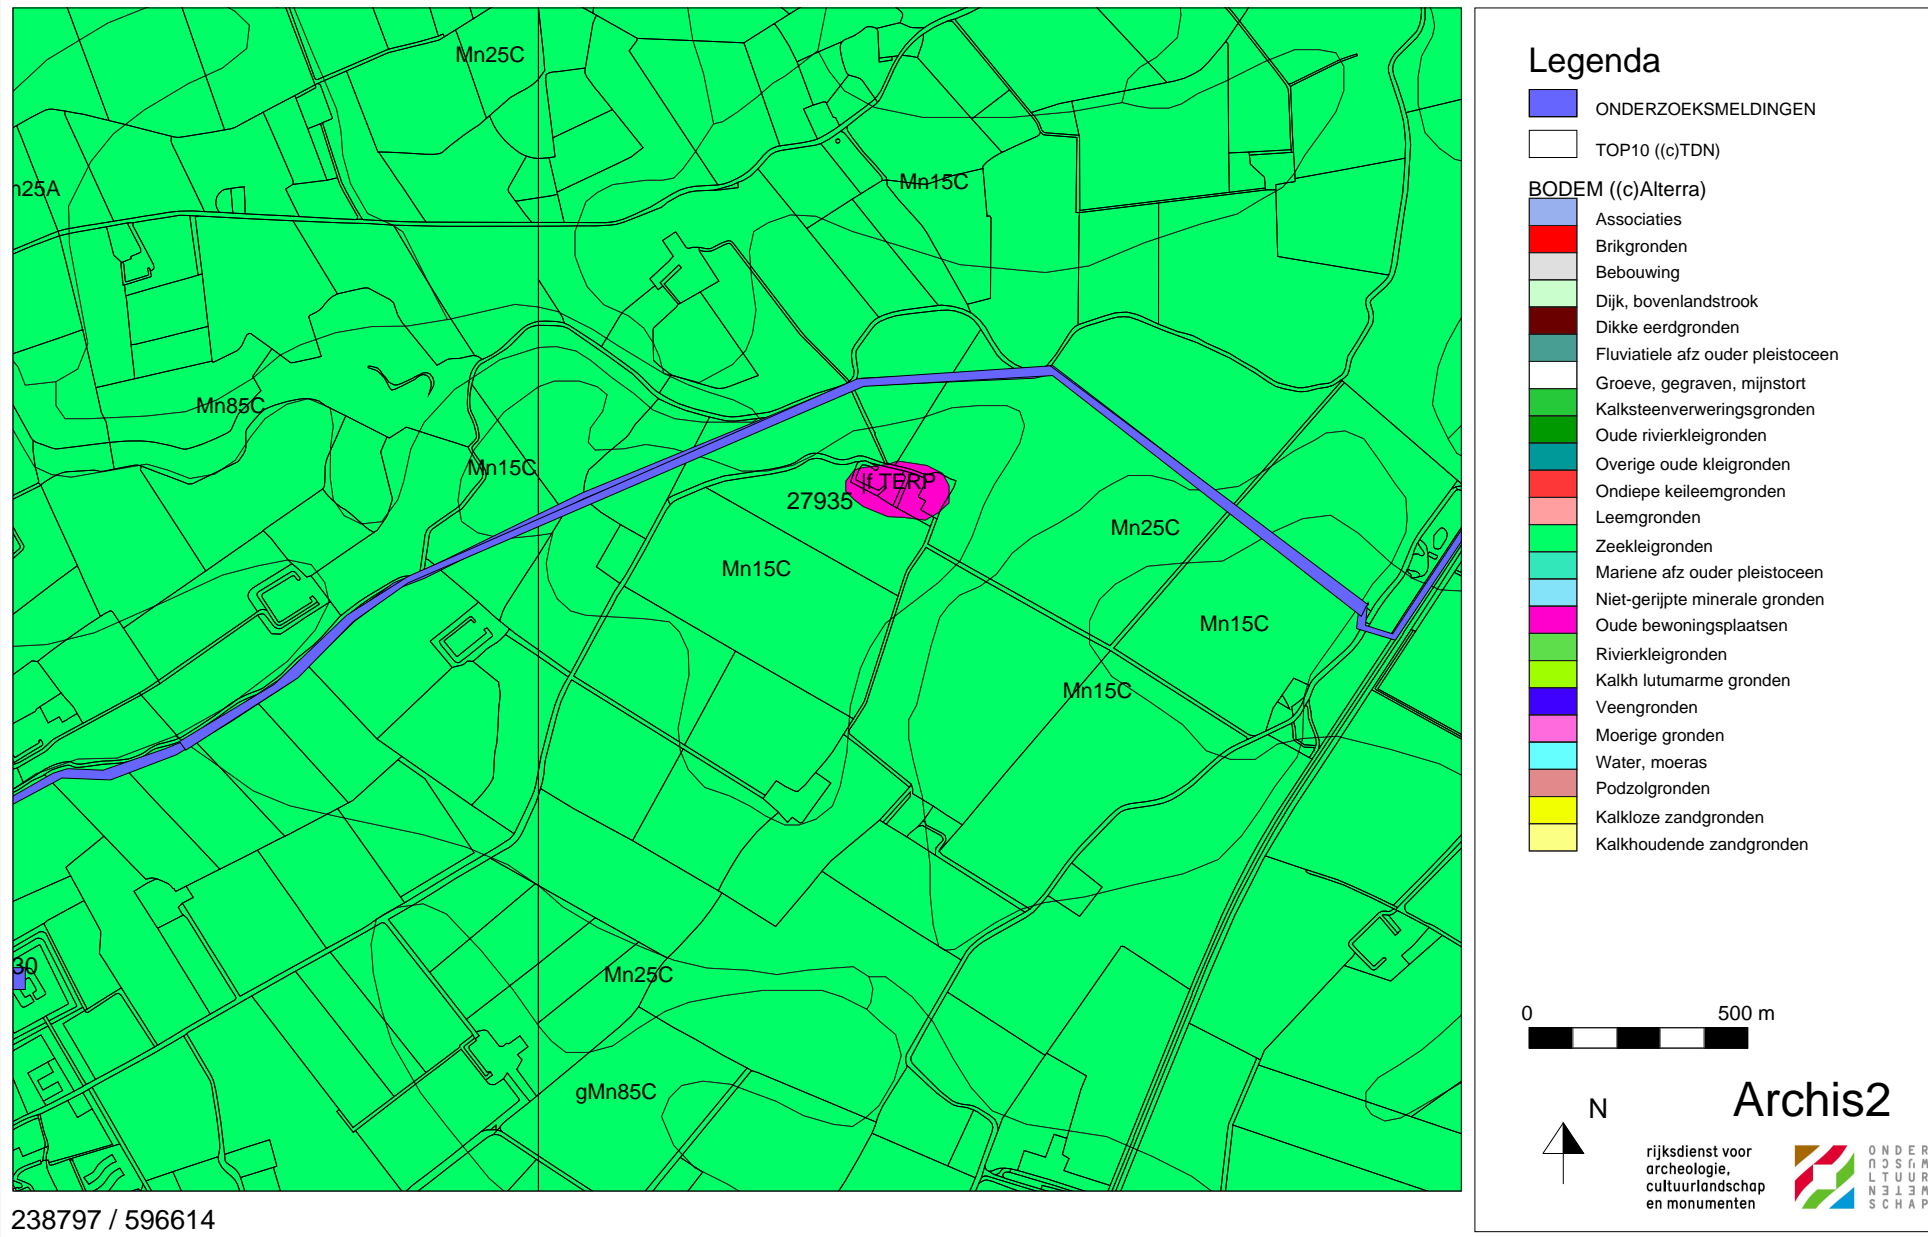 Mn25C
n25A
Mn15C
Mn85C
Mn15C
|f TERP
27935
Mn25C
Mn15C
Mn15C
Mn15C
30
Mn25C
gMn85C
238797 / 596614
Legenda
ONDERZOEKSMELDINGEN
TOP10 ((c)TDN)
BODEM ((c)Alterra)
Associaties
Brikgronden
Bebouwing
Dijk, bovenlandstrook
Dikke eerdgronden
Fluviatiele afz ouder pleistoceen
Groeve, gegraven, mijnstort
Kalksteenverweringsgronden
Oude rivierkleigronden
Overige oude kleigronden
Ondiepe keileemgronden
Leemgronden
Zeekleigronden
Mariene afz ouder pleistoceen
Niet-gerijpte minerale gronden
Oude bewoningsplaatsen
Rivierkleigronden
Kalkh lutumarme gronden
Veengronden
Moerige gronden
Water, moeras
Podzolgronden
Kalkloze zandgronden
Kalkhoudende zandgronden
0 500 m
N
Archis2
rijksdienst voor
archeologie,
cultuurlandschap
en monumenten
ONDER
LTUUR
SCHAP